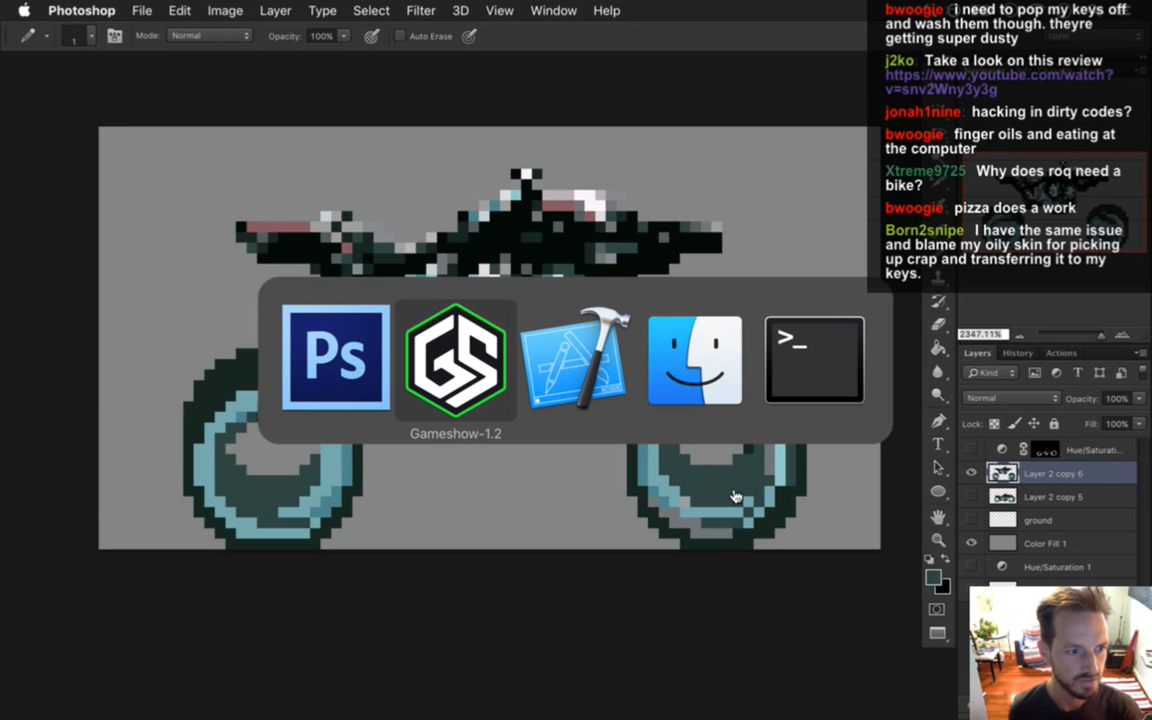 Photoshop File Edit Image Layer Type Select Filter 3D View Window Help
1 Mode: Normal Opacity: 100% Auto Erase
bwoogie i need to pop my keys off
and wash them though. theyre
getting super dusty
j2ko Take a look on this review
https://www.youtube.com/watch?
v=snv2Wny3y3g
jonah1nine hacking in dirty codes?
bwoogie finger oils and eating at
the computer
Xtreme9725 Why does roq need a
bike?
bwoogie pizza does a work
Born2snipe I have the same issue
and blame my oily skin for picking
up crap and transferring it to my
keys.
Ps GS >_
Gameshow-1.2
2347.11%
Layers History Actions
Kind
Normal Opacity: 100%
Lock: Fill: 100%
Hue/Saturati...
Layer 2 copy 6
Layer 2 copy 5
ground
Color Fill 1
Hue/Saturation 1